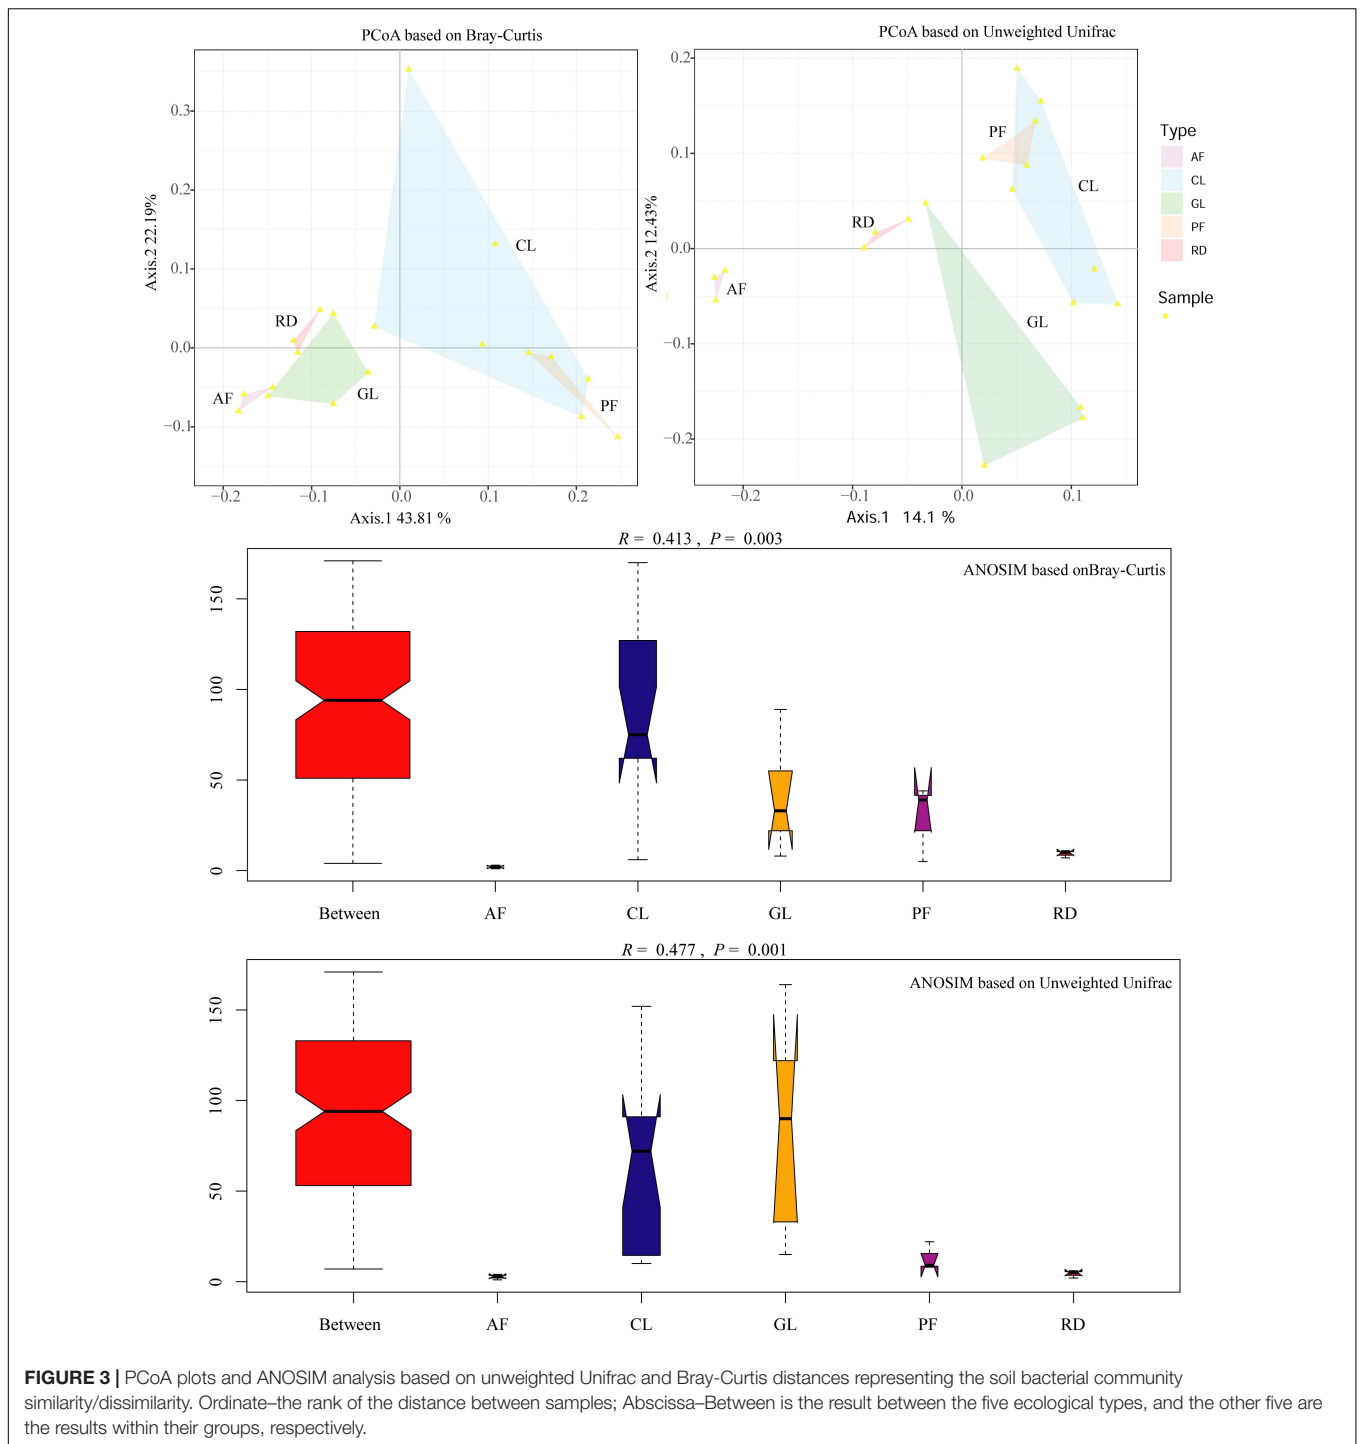 PCoA based on Bray-Curtis
Axis.2 22.19%
0.3
0.2
0.1
0.0
−0.1
CL
RD
AF
GL
PF
−0.2 −0.1 0.0 0.1 0.2
Axis.1 43.81 %
PCoA based on Unweighted Unifrac
Axis.2 12.43%
0.2
0.1
0.0
−0.1
−0.2
PF
CL
RD
AF
GL
−0.2 −0.1 0.0 0.1
Axis.1 14.1 %
Type
AF
CL
GL
PF
RD
Sample
R = 0.413 , P = 0.003
ANOSIM based onBray-Curtis
150
100
50
0
Between AF CL GL PF RD
R = 0.477 , P = 0.001
ANOSIM based on Unweighted Unifrac
150
100
50
0
Between AF CL GL PF RD
FIGURE 3 | PCoA plots and ANOSIM analysis based on unweighted Unifrac and Bray-Curtis distances representing the soil bacterial community
similarity/dissimilarity. Ordinate–the rank of the distance between samples; Abscissa–Between is the result between the five ecological types, and the other five are
the results within their groups, respectively.